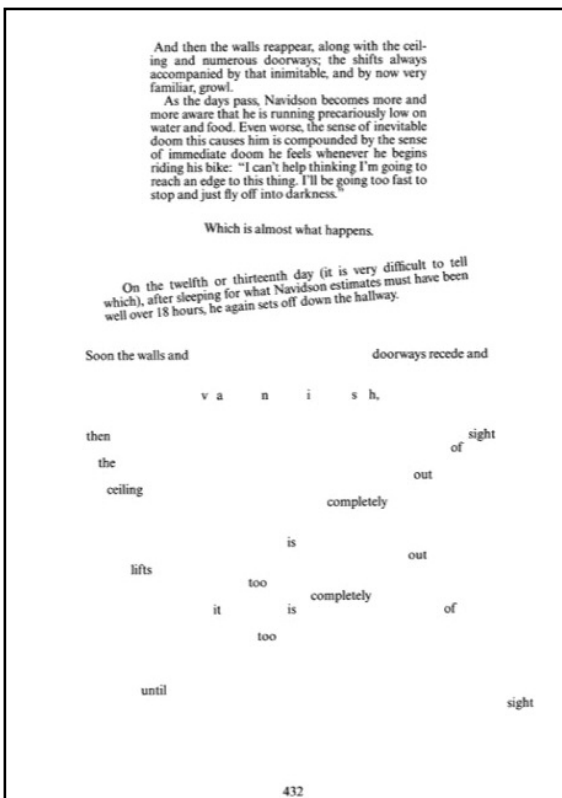 And then the walls reappear, along with the ceil-
ing and numerous doorways; the shifts always
accompanied by that inimitable, and by now very
familiar, growl.
As the days pass, Navidson becomes more and
more aware that he is running precariously low on
water and food. Even worse, the sense of inevitable
doom this causes him is compounded by the sense
of immediate doom he feels whenever he begins
riding his bike: “I can't help thinking I'm going to
reach an edge to this thing. I'll be going too fast to
stop and just fly off into darkness.”
Which is almost what happens.
On the twelfth or thirteenth day (it is very difficult to tell
which), after sleeping for what Navidson estimates must have been
well over 18 hours, he again sets off down the hallway.
Soon the walls and doorways recede and
v a n i s h,
then sight
of
the
out
ceiling
completely
is
out
lifts
too
completely
it is of
too
until
sight
432